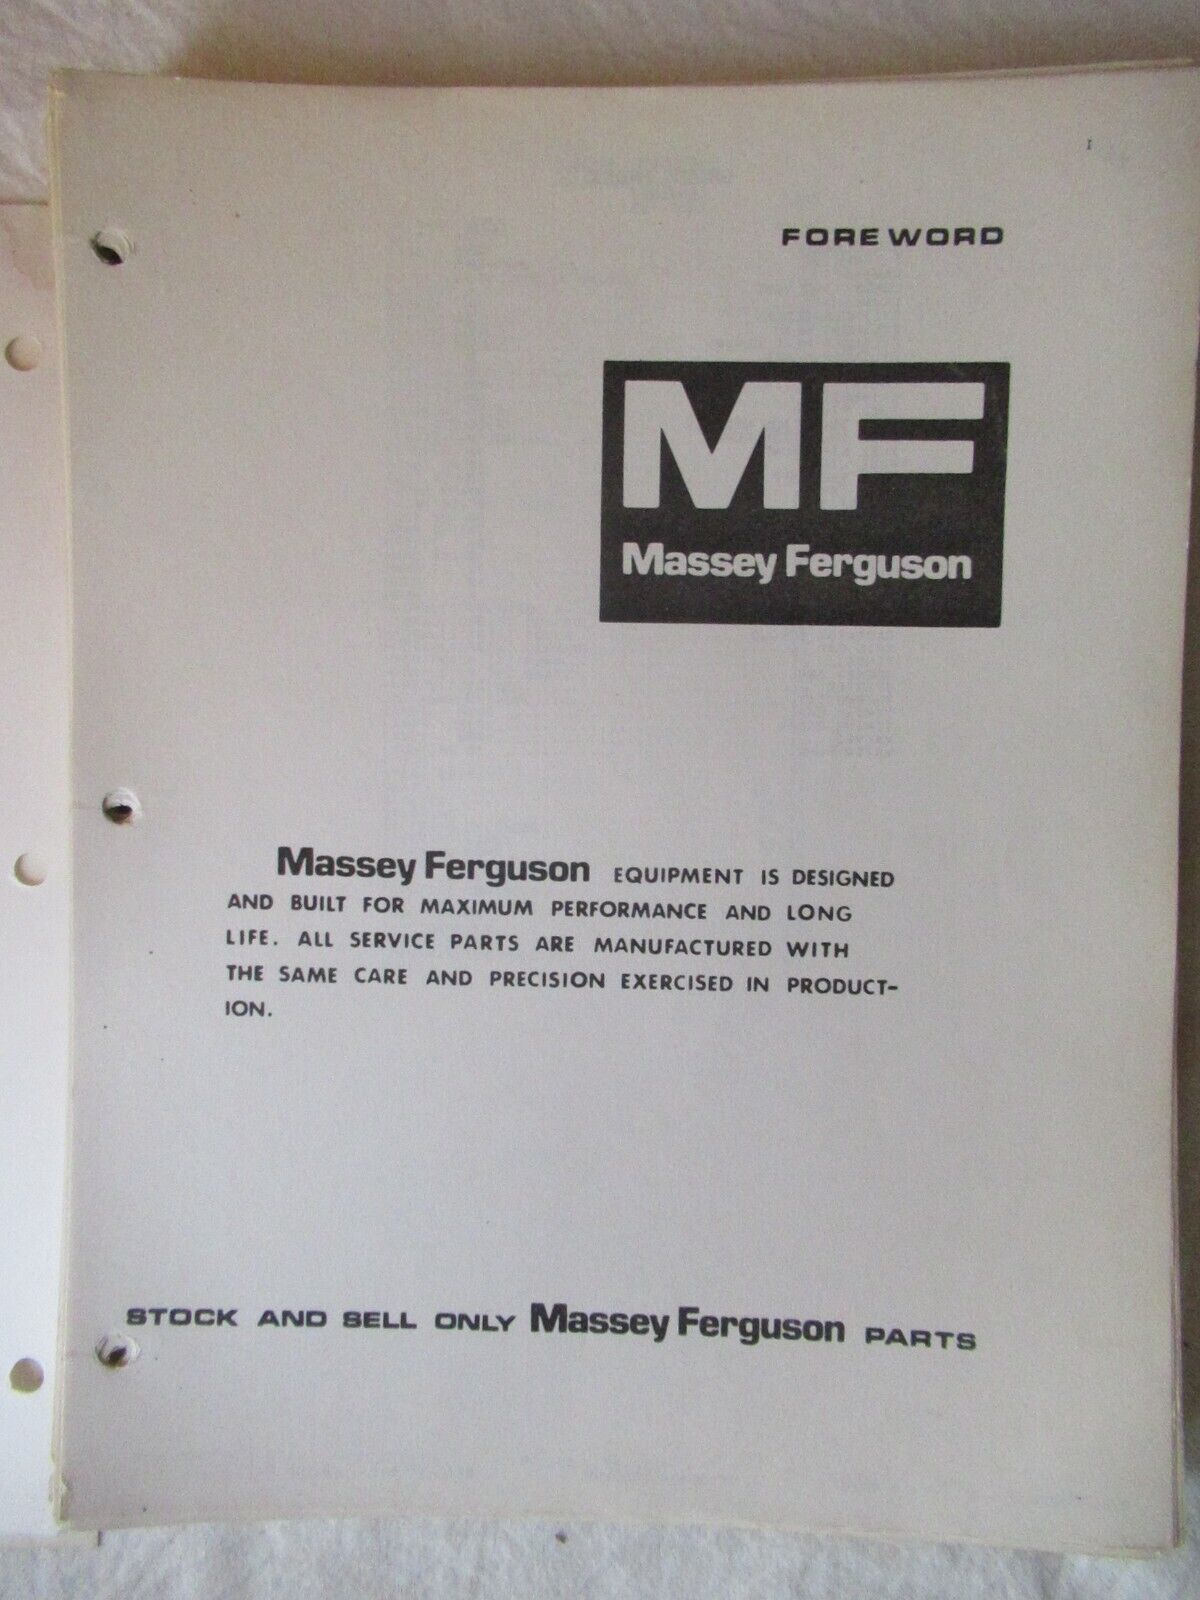 I
FOREWORD
MF
Massey Ferguson
Massey Ferguson EQUIPMENT IS DESIGNED
AND BUILT FOR MAXIMUM PERFORMANCE AND LONG
LIFE. ALL SERVICE PARTS ARE MANUFACTURED WITH
THE SAME CARE AND PRECISION EXERCISED IN PRODUCT-
ION.
STOCK AND SELL ONLY Massey Ferguson PARTS